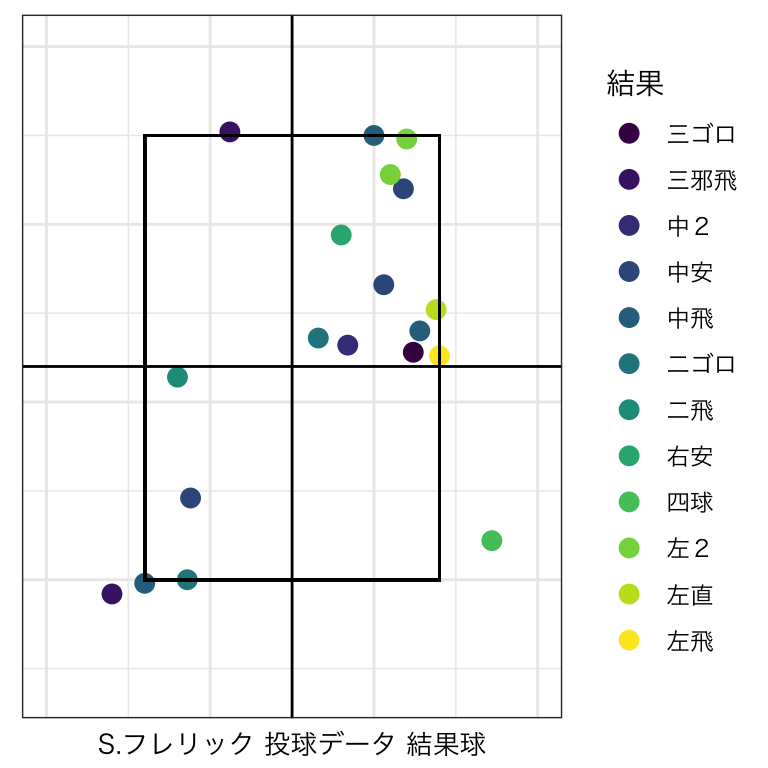 結果
三ゴロ
三邪飛
中２
中安
中飛
二ゴロ
二飛
右安
四球
左２
左直
左飛
S.フレリック 投球データ 結果球